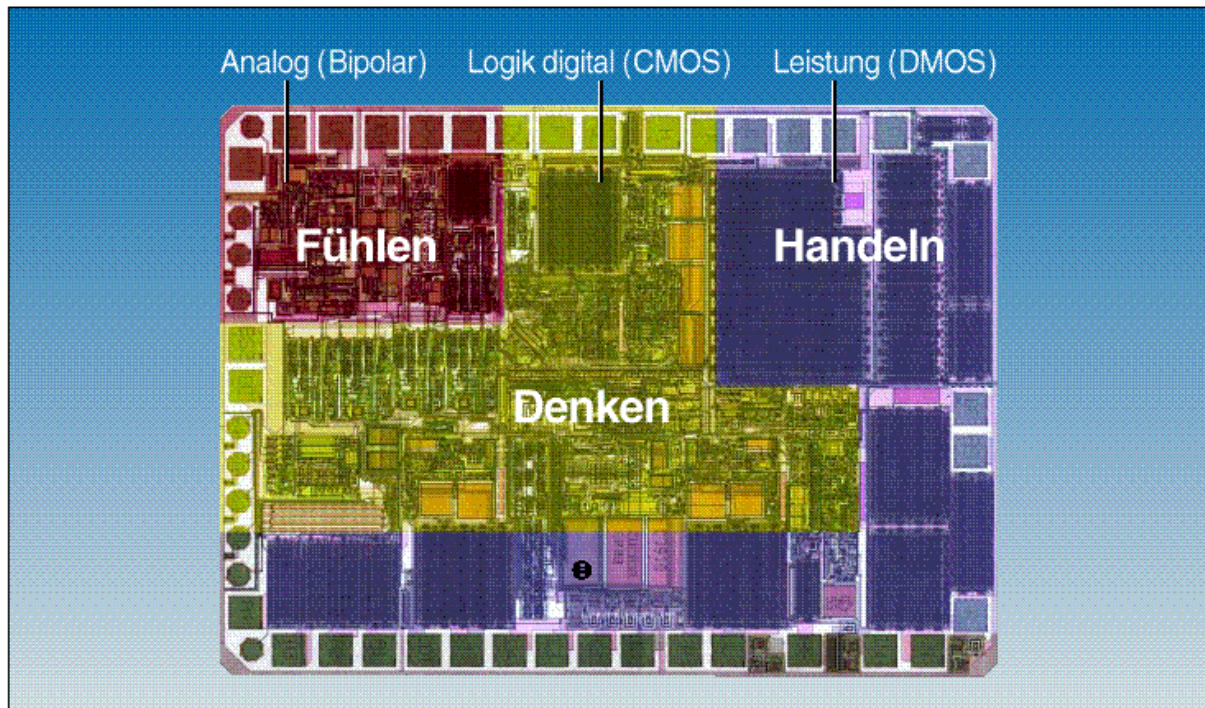 Analog (Bipolar) Logik digital (CMOS) Leistung (DMOS)
Fühlen
Handeln
Denken